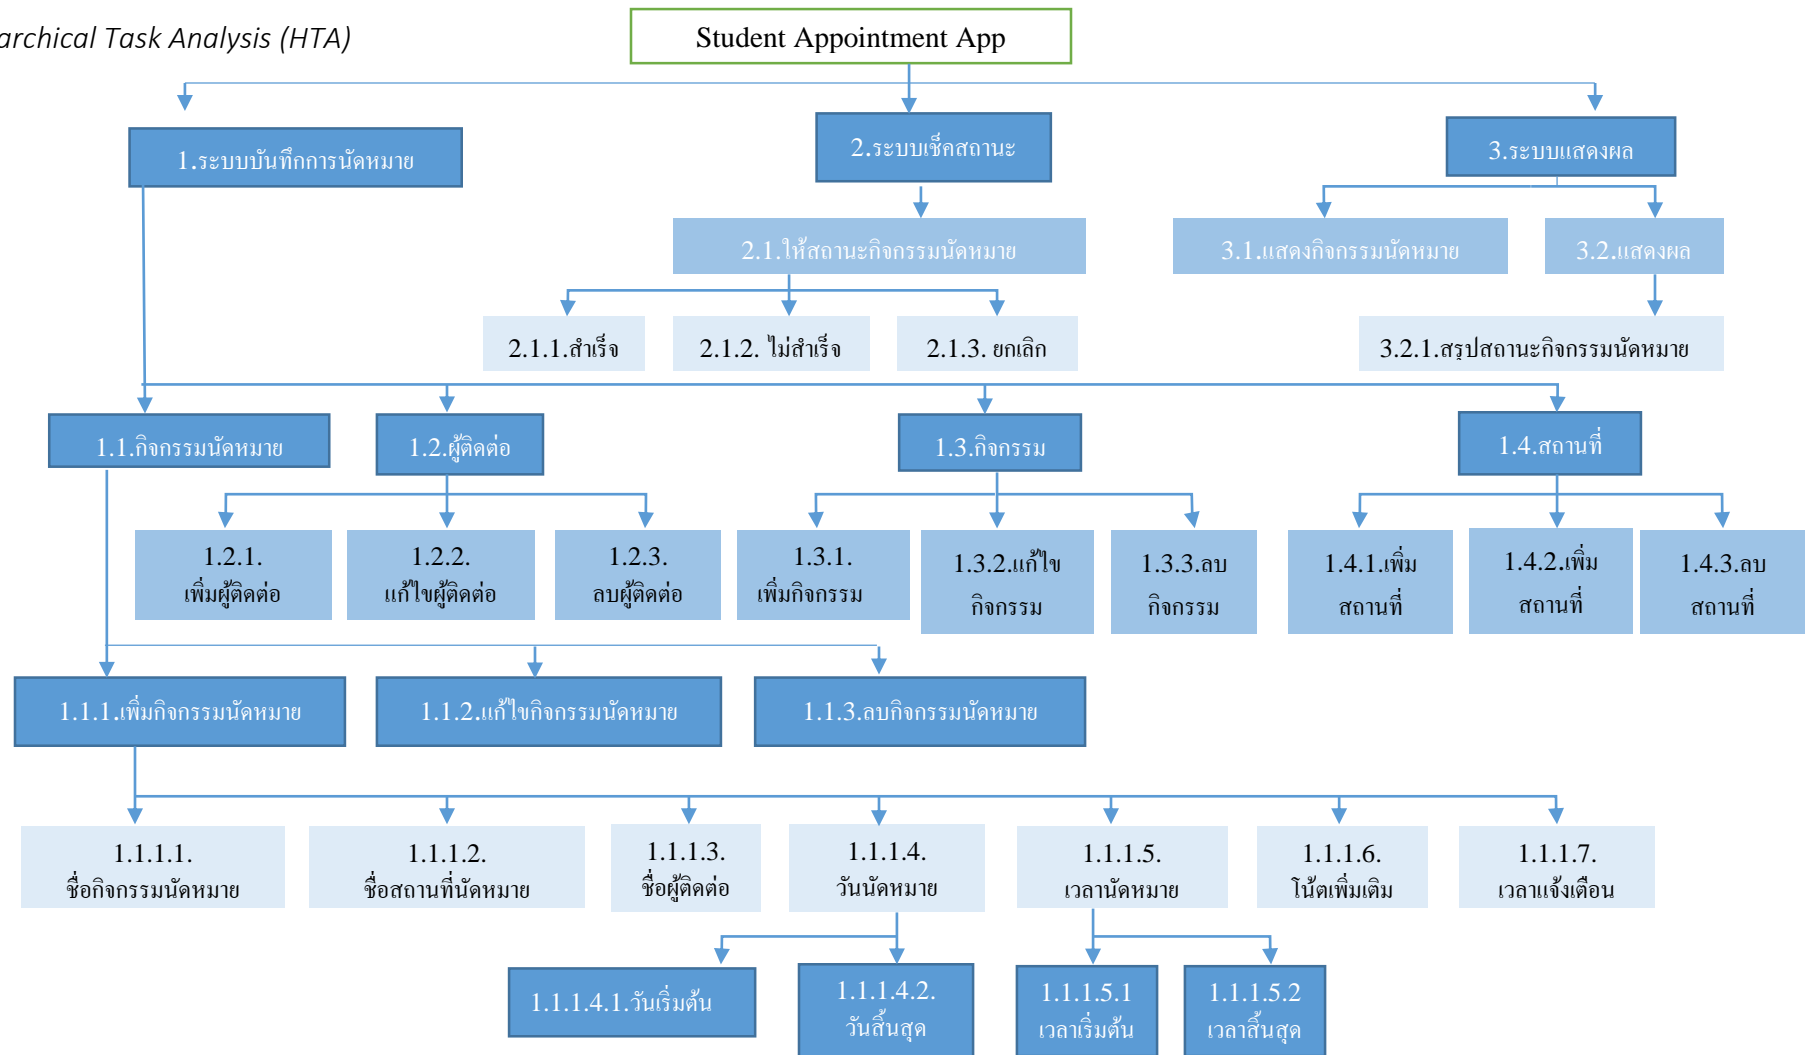 archical Task Analysis (HTA)
Student Appointment App
1.ระบบบันทึกการนัดหมาย
2.ระบบเช็คสถานะ
3.ระบบแสดงผล
2.1.ให้สถานะกิจกรรมนัดหมาย
3.1.แสดงกิจกรรมนัดหมาย
3.2.แสดงผล
2.1.1.สำเร็จ
2.1.2. ไม่สำเร็จ
2.1.3. ยกเลิก
3.2.1.สรุปสถานะกิจกรรมนัดหมาย
1.1.กิจกรรมนัดหมาย
1.2.ผู้ติดต่อ
1.3.กิจกรรม
1.4.สถานที่
1.2.1.
เพิ่มผู้ติดต่อ
1.2.2.
แก้ไขผู้ติดต่อ
1.2.3.
ลบผู้ติดต่อ
1.3.1.
เพิ่มกิจกรรม
1.3.2.แก้ไข
กิจกรรม
1.3.3.ลบ
กิจกรรม
1.4.1.เพิ่ม
สถานที่
1.4.2.เพิ่ม
สถานที่
1.4.3.ลบ
สถานที่
1.1.1.เพิ่มกิจกรรมนัดหมาย
1.1.2.แก้ไขกิจกรรมนัดหมาย
1.1.3.ลบกิจกรรมนัดหมาย
1.1.1.1.
ชื่อกิจกรรมนัดหมาย
1.1.1.2.
ชื่อสถานที่นัดหมาย
1.1.1.3.
ชื่อผู้ติดต่อ
1.1.1.4.
วันนัดหมาย
1.1.1.5.
เวลานัดหมาย
1.1.1.6.
โน้ตเพิ่มเติม
1.1.1.7.
เวลาแจ้งเตือน
1.1.1.4.1.วันเริ่มต้น
1.1.1.4.2.
วันสิ้นสุด
1.1.1.5.1
เวลาเริ่มต้น
1.1.1.5.2
เวลาสิ้นสุด